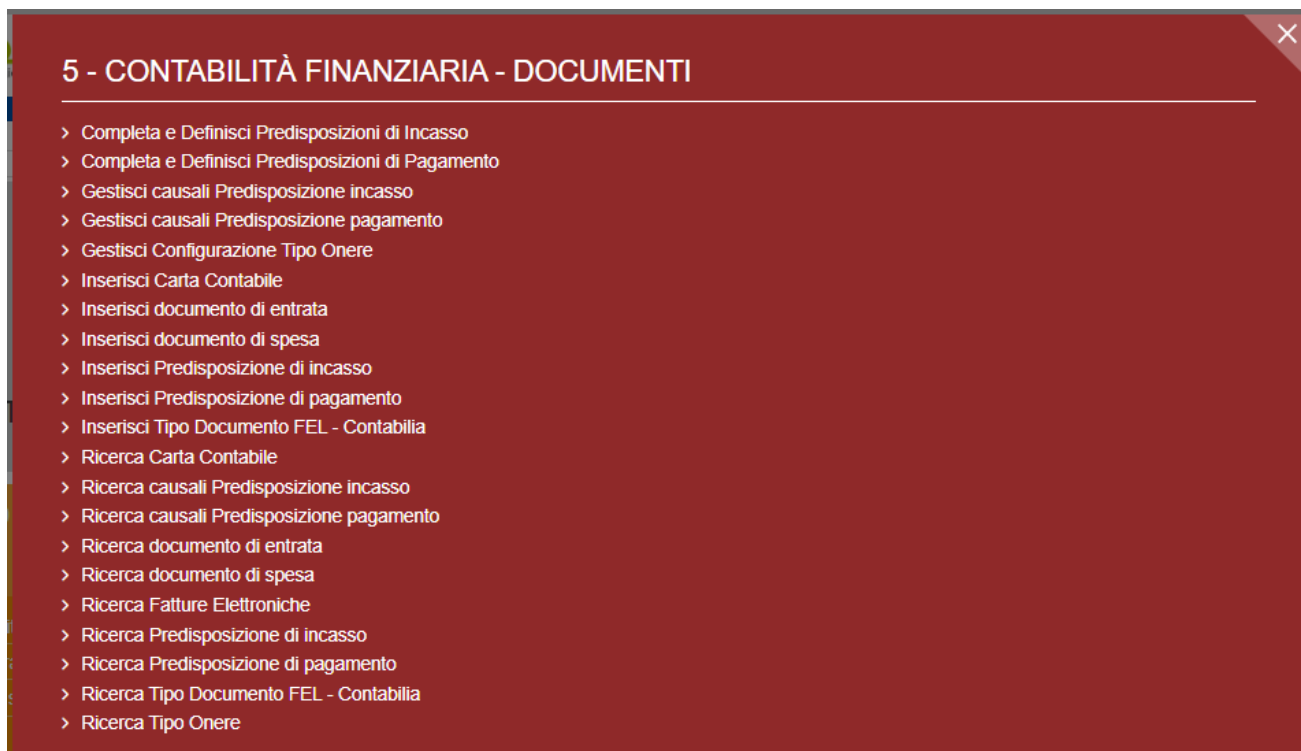 5 - CONTABILITÀ FINANZIARIA - DOCUMENTI
Completa e Definisci Predisposizioni di Incasso
Completa e Definisci Predisposizioni di Pagamento
Gestisci causali Predisposizione incasso
Gestisci causali Predisposizione pagamento
Gestisci Configurazione Tipo Onere
Inserisci Carta Contabile
Inserisci documento di entrata
Inserisci documento di spesa
Inserisci Predisposizione di incasso
Inserisci Predisposizione di pagamento
Inserisci Tipo Documento FEL - Contabilia
Ricerca Carta Contabile
Ricerca causali Predisposizione incasso
Ricerca causali Predisposizione pagamento
Ricerca documento di entrata
Ricerca documento di spesa
Ricerca Fatture Elettroniche
Ricerca Predisposizione di incasso
Ricerca Predisposizione di pagamento
Ricerca Tipo Documento FEL - Contabilia
Ricerca Tipo Onere